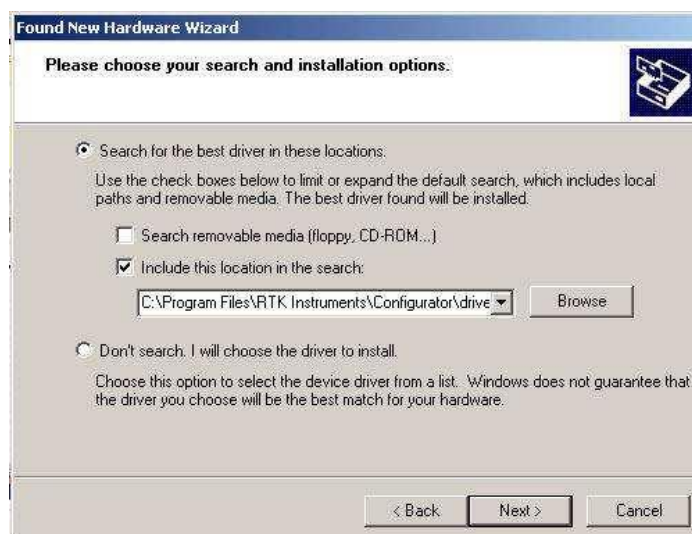 Found New Hardware Wizard
Please choose your search and installation options.
Search for the best driver in these locations.
Use the check boxes below to limit or expand the default search, which includes local
paths and removable media. The best driver found will be installed.
Search removable media (floppy, CD-ROM...)
Include this location in the search:
C:\Program Files\RTK Instruments\Configurator\drive
Browse
Don't search. I will choose the driver to install.
Choose this option to select the device driver from a list. Windows does not guarantee that
the driver you choose will be the best match for your hardware.
< Back Next > Cancel